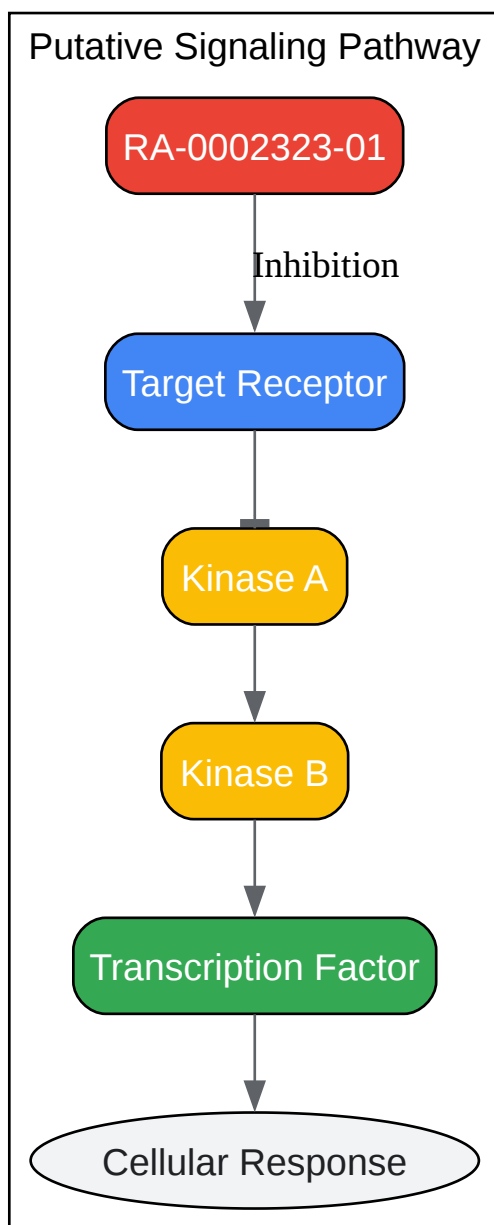 Putative Signaling Pathway
RA-0002323-01
Inhibition
Target Receptor
Kinase A
Kinase B
Transcription Factor
Cellular Response